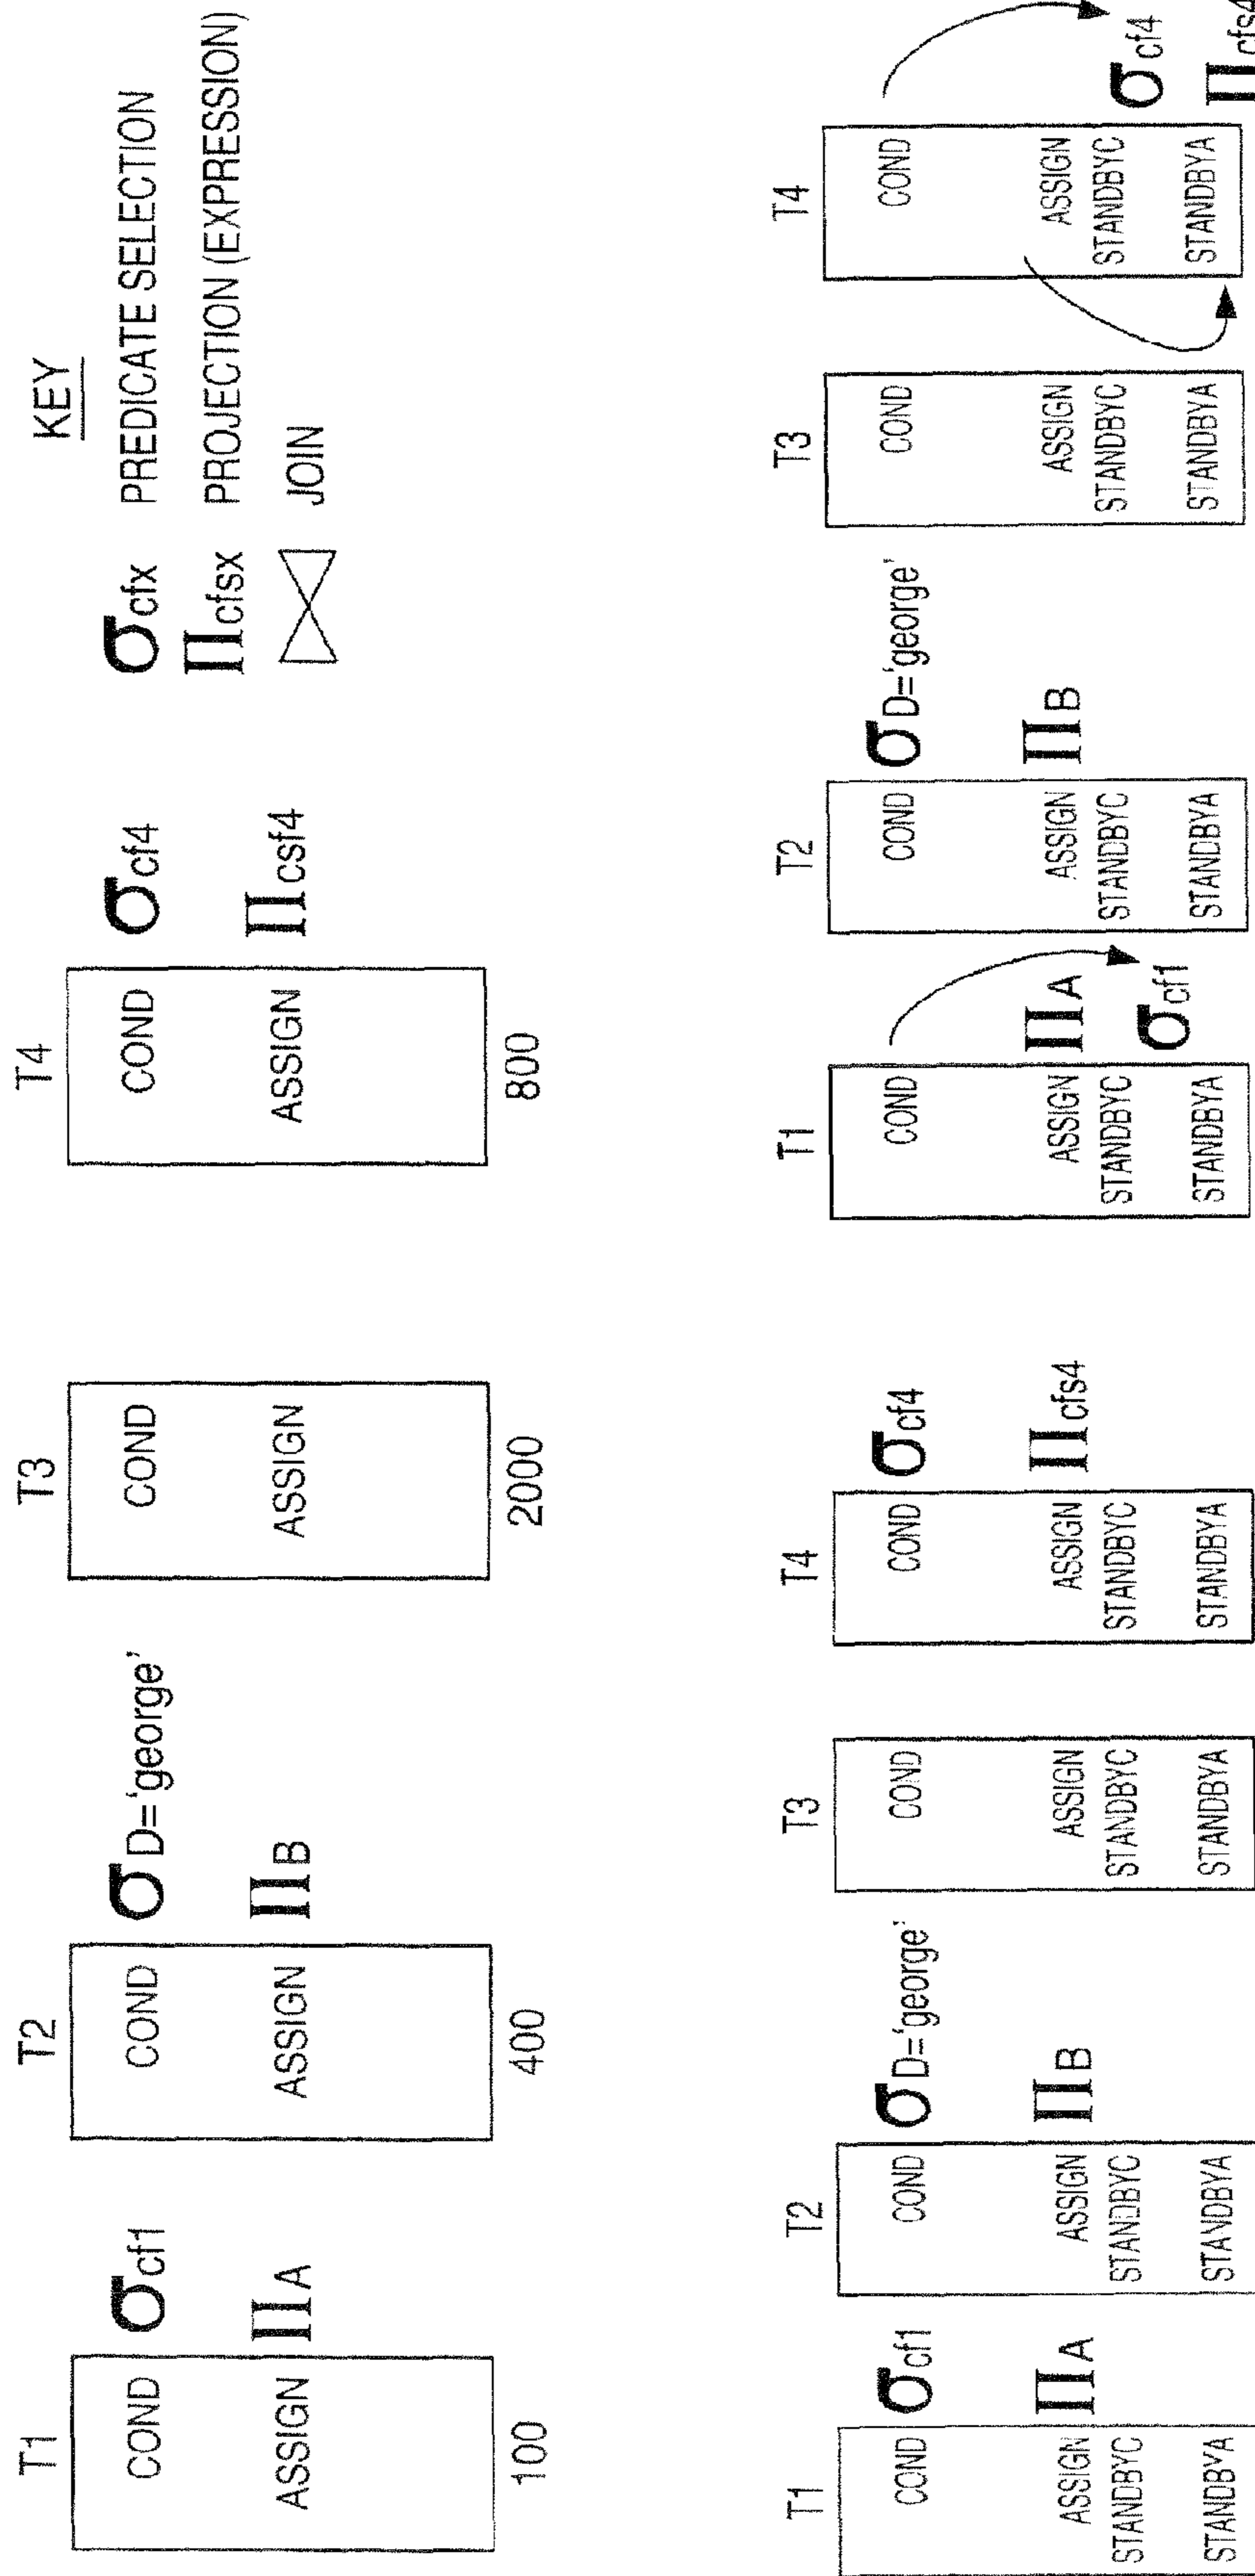 T1
COND σcf1
ASSIGN ΠA
100
T2
COND σD='george'
ASSIGN ΠB
400
T3
COND
ASSIGN
2000
T4
COND σcf4
ASSIGN Πcsf4
800
KEY
σcfx PREDICATE SELECTION
Πcfsx PROJECTION (EXPRESSION)
JOIN
T1
COND σcf1
ASSIGN ΠA
STANDBYC
STANDBYA
T2
COND σD='george'
ASSIGN ΠB
STANDBYC
STANDBYA
T3
COND
ASSIGN
STANDBYC
STANDBYA
T4
COND σcf4
ASSIGN Πcfs4
STANDBYC
STANDBYA
T1
COND
ASSIGN ΠA
STANDBYC σcf1
STANDBYA
T2
COND σD='george'
ASSIGN ΠB
STANDBYC
STANDBYA
T3
COND
ASSIGN
STANDBYC
STANDBYA
T4
COND
ASSIGN
STANDBYC σcf4
STANDBYA Πcfs4